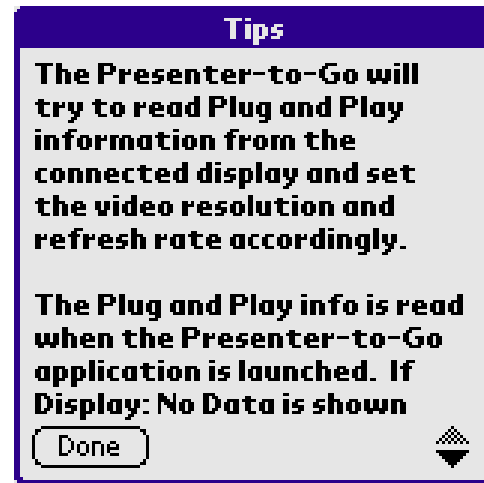 Tips
The Presenter-to-Go will
try to read Plug and Play
information from the
connected display and set
the video resolution and
refresh rate accordingly.
The Plug and Play info is read
when the Presenter-to-Go
application is launched. If
Display: No Data is shown
Done